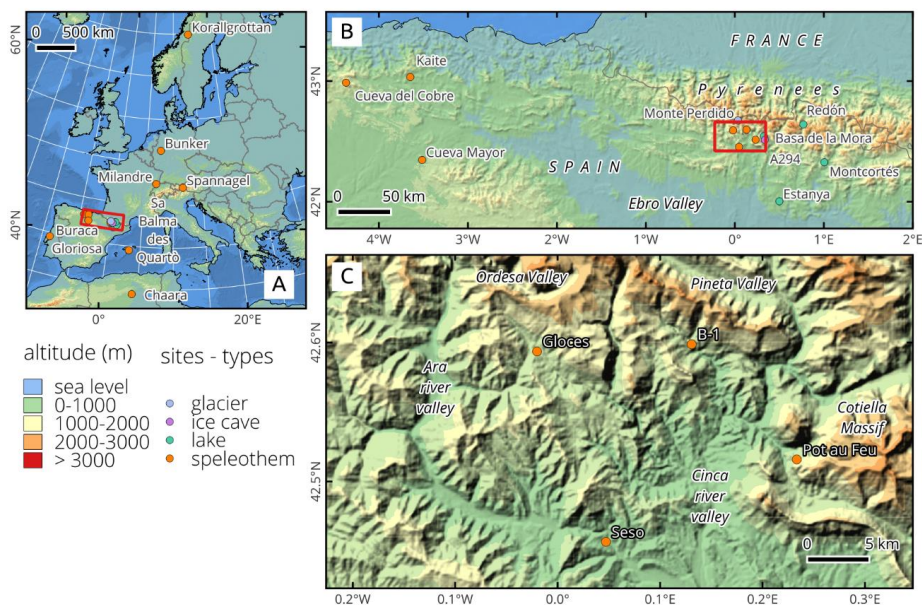 60°N
0 500 km
Korallgrottan
Bunker
Milandre
Spannagel
Sa
Balma
des
Quartó
40°N
Buraca
Gloriosa
Chaara
A
0°
20°E
altitude (m)
sea level
0-1000
1000-2000
2000-3000
> 3000
sites - types
glacier
ice cave
lake
speleothem
B
FRANCE
43°N
Kaite
Cueva del Cobre
Pyrenees
Monte Perdido
Redón
Basa de la Mora
A294
Montcortés
Cueva Mayor
SPAIN
Estanya
Ebro Valley
42°N
0 50 km
4°W
2°W
1°W
0°
1°E
2°E
C
Ordesa Valley
Pineta Valley
42.6°N
Gloces
B-1
Ara
river
valley
Cotiella
Massif
Pot au Feu
42.5°N
Cinca
river
valley
Seso
0 5 km
0.2°W
0.1°W
0.0°E
0.1°E
0.2°E
0.3°E